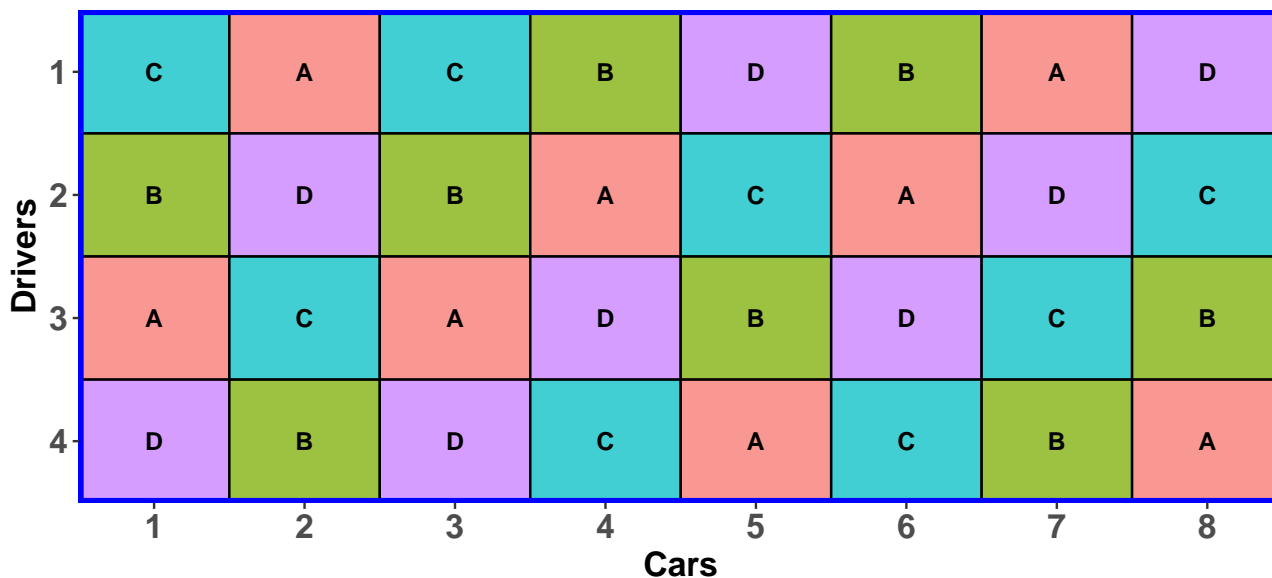 1 C A C B D B A D
2 B D B A C A D C
3 A C A D B D C B
4 D B D C A C B A
Drivers
1 2 3 4 5 6 7 8
Cars